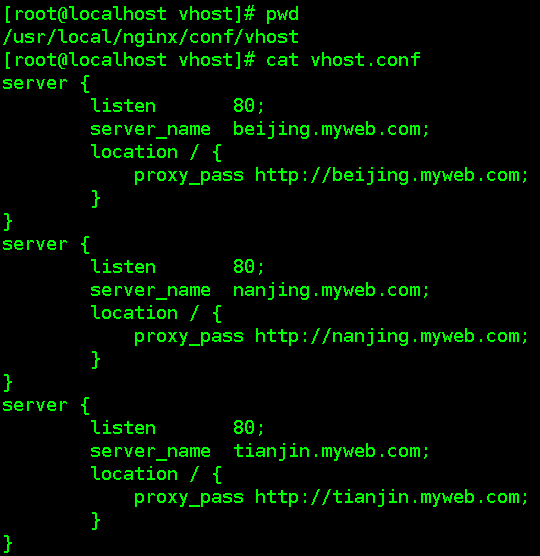 [root@localhost vhost]# pwd
/usr/local/nginx/conf/vhost
[root@localhost vhost]# cat vhost.conf
server {
        listen       80;
        server_name  beijing.myweb.com;
        location / {
            proxy_pass http://beijing.myweb.com;
        }
}
server {
        listen       80;
        server_name  nanjing.myweb.com;
        location / {
            proxy_pass http://nanjing.myweb.com;
        }
}
server {
        listen       80;
        server_name  tianjin.myweb.com;
        location / {
            proxy_pass http://tianjin.myweb.com;
        }
}